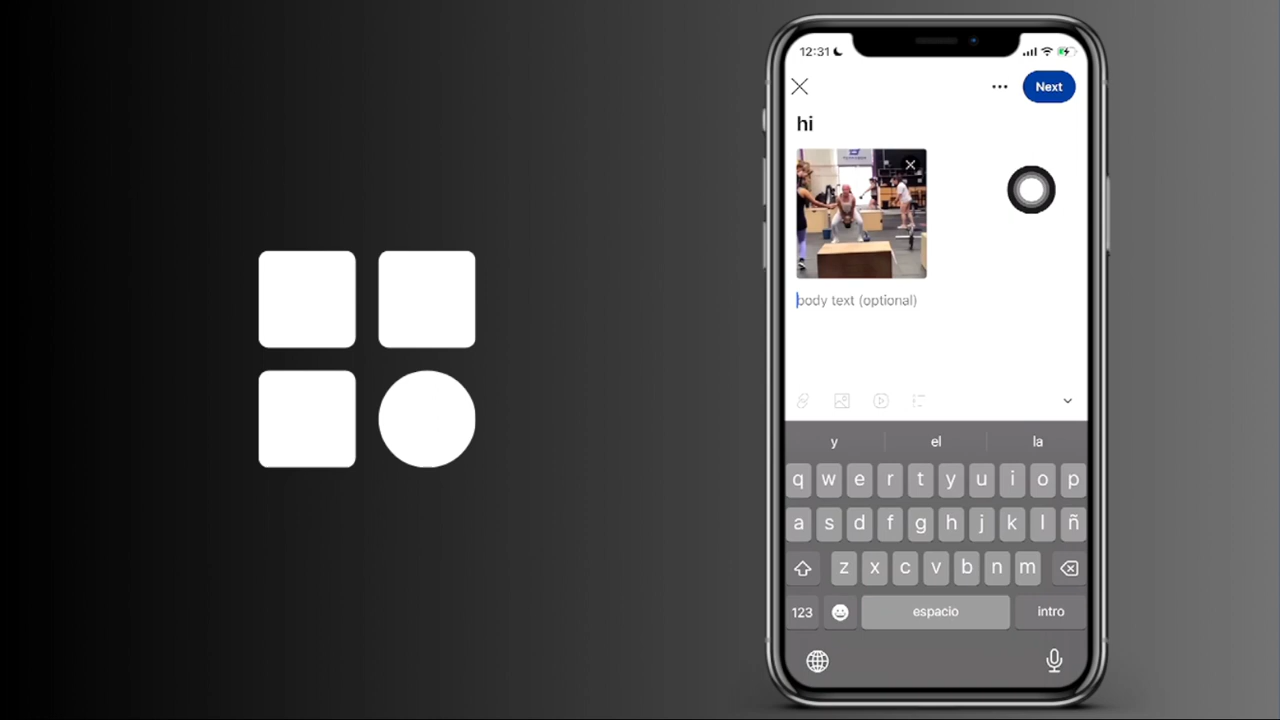 12:31
Next
hi
body text (optional)
y el la
q w e r t y u i o p
a s d f g h j k l ñ
z x c v b n m
123 espacio intro